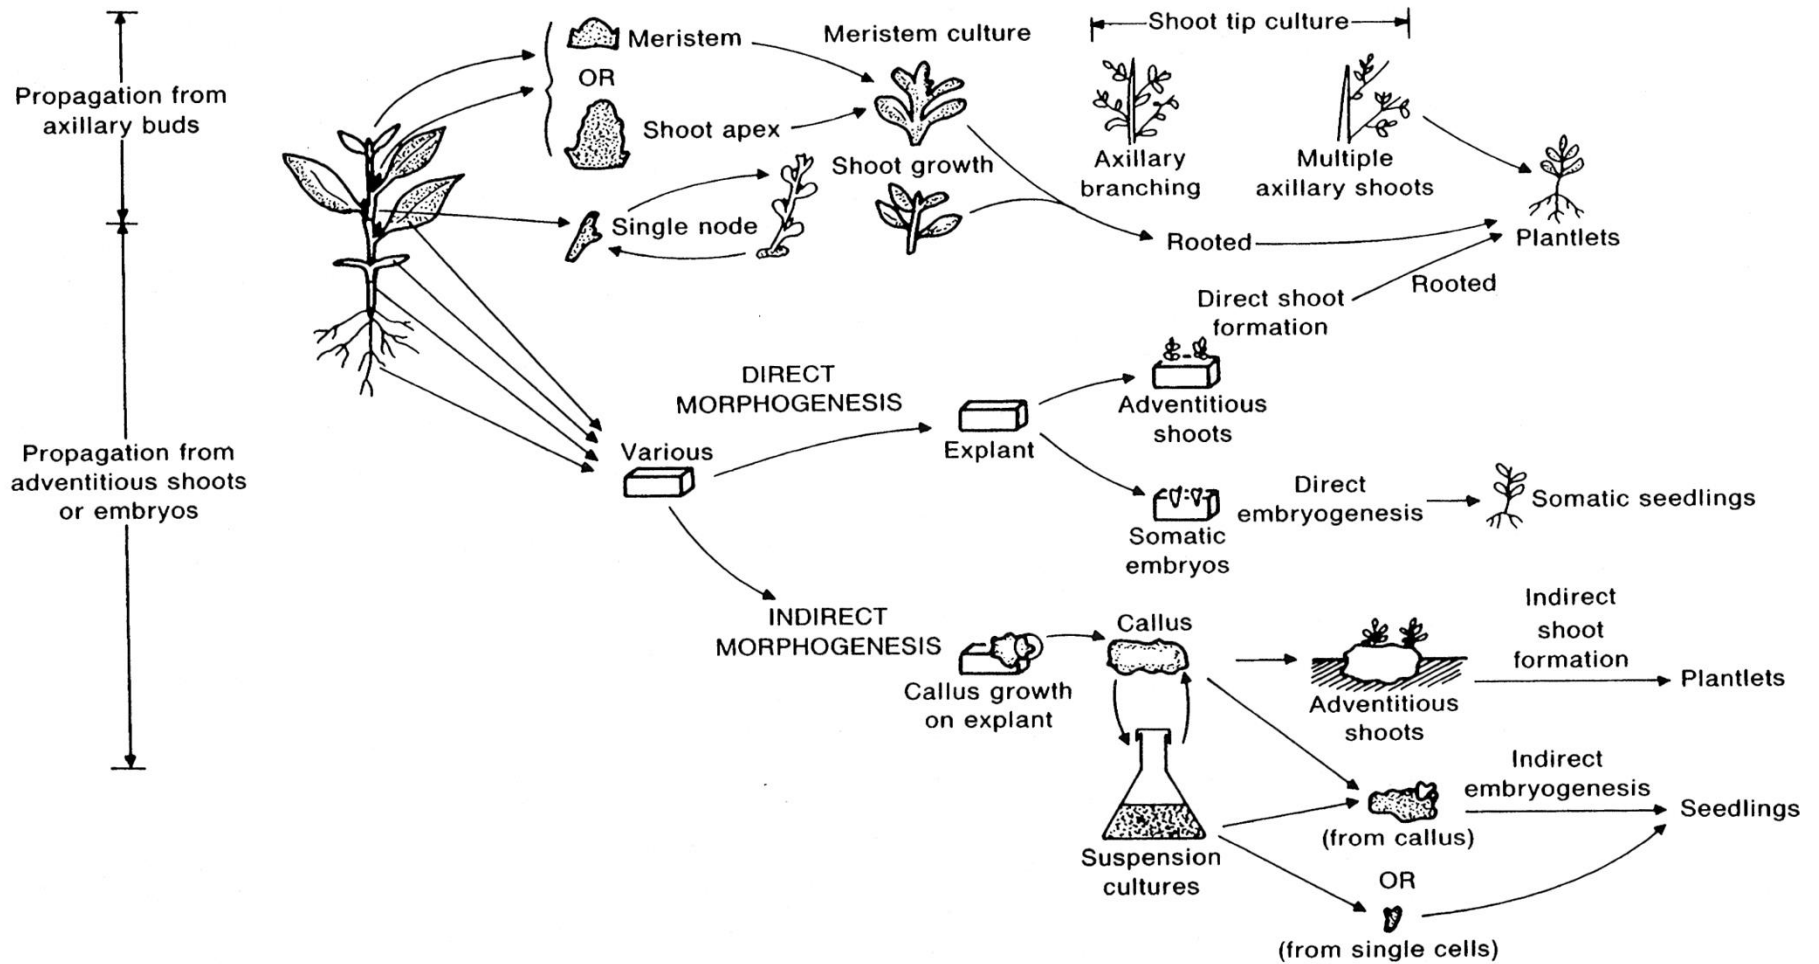 Propagation from
axillary buds
Propagation from
adventitious shoots
or embryos
Meristem
OR
Shoot apex
Single node
Meristem culture
Shoot growth
Shoot tip culture
Axillary
branching
Multiple
axillary shoots
Rooted
Plantlets
Direct shoot
formation
Rooted
DIRECT
MORPHOGENESIS
Various
Explant
Adventitious
shoots
Somatic
embryos
Direct
embryogenesis
Somatic seedlings
INDIRECT
MORPHOGENESIS
Callus growth
on explant
Callus
Suspension
cultures
Adventitious
shoots
Indirect
shoot
formation
Plantlets
Indirect
embryogenesis
(from callus)
Seedlings
OR
(from single cells)